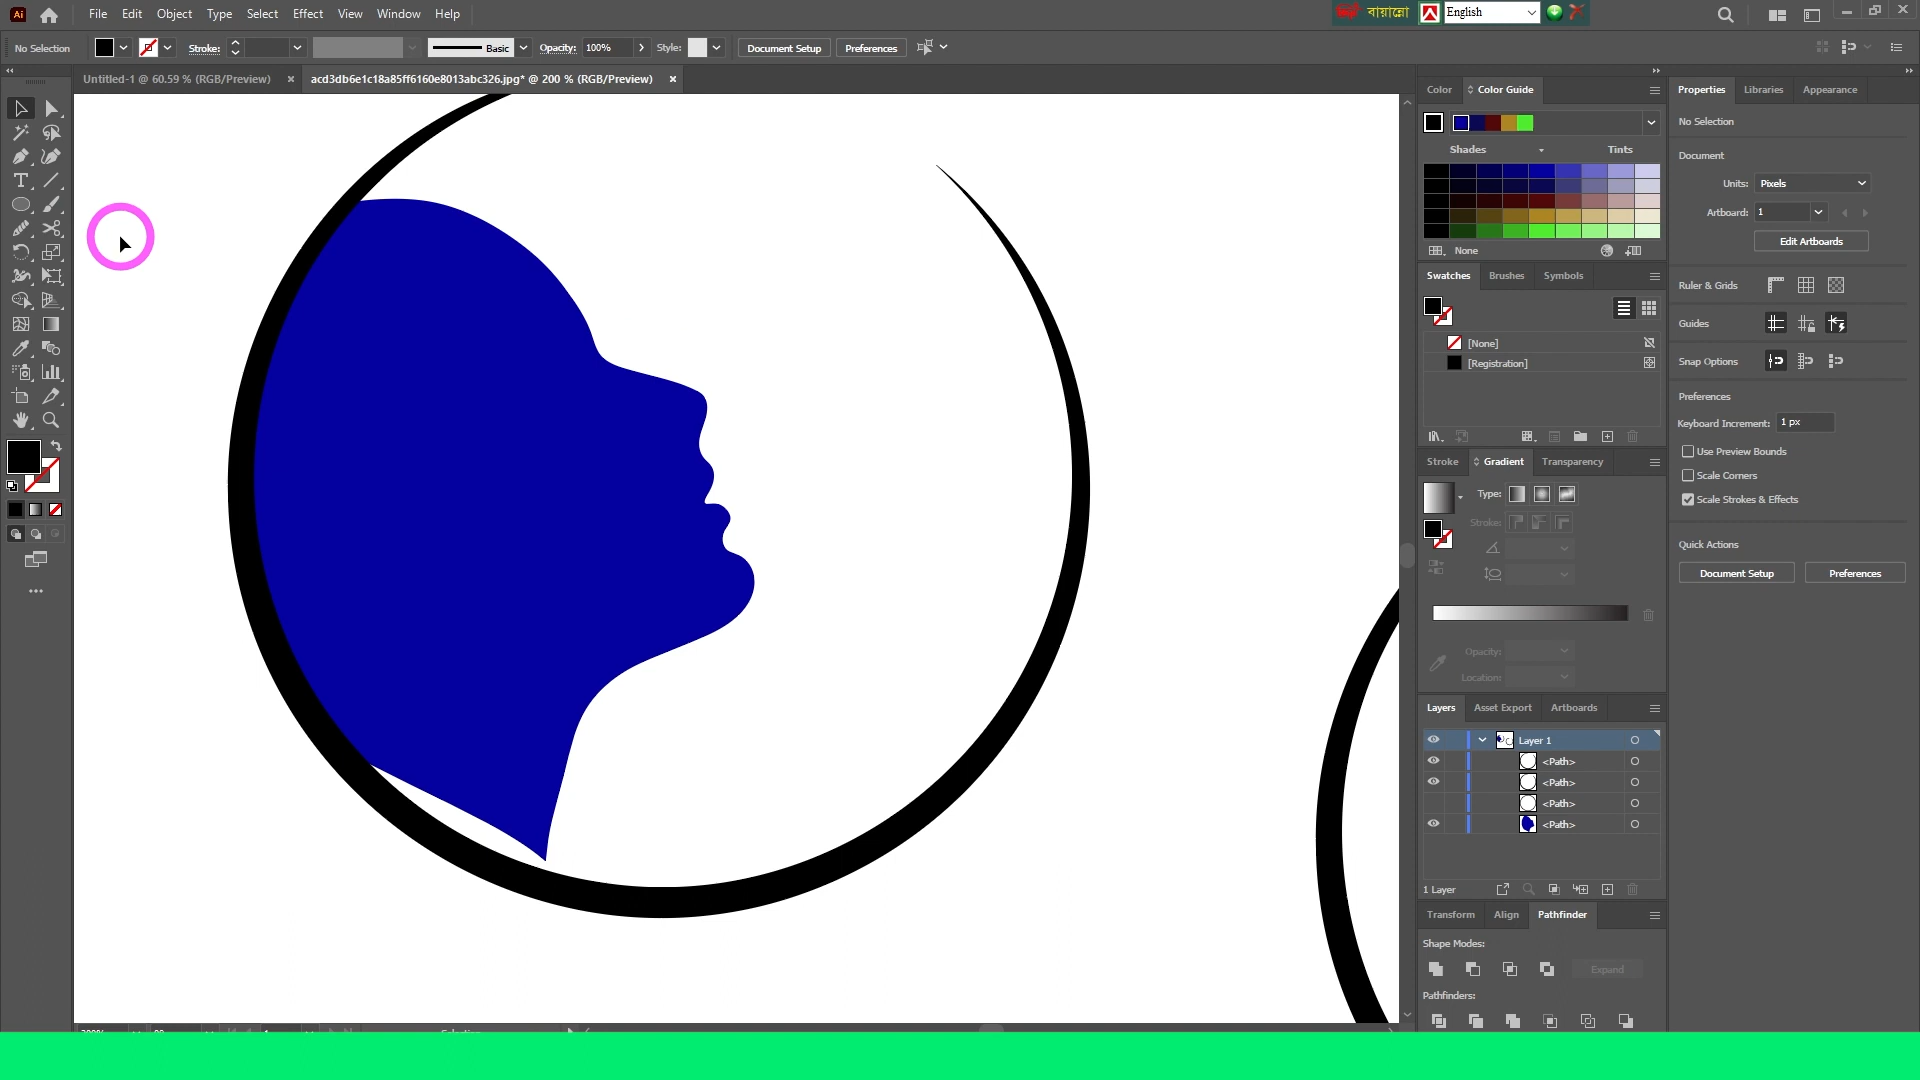 Ai File Edit Object Type Select Effect View Window Help
বায়ান্নো English
No Selection Stroke: Basic Opacity: 100% Style: Document Setup Preferences
Untitled-1 @ 60.59 % (RGB/Preview) × acd3db6e1c18a85ff6160e8013abc326.jpg* @ 200 % (RGB/Preview) ×
Color Color Guide
Shades Tints
None
Swatches Brushes Symbols
[None]
[Registration]
Stroke Gradient Transparency
Type:
Stroke:
Opacity:
Location:
Layers Asset Export Artboards
Layer 1
<Path>
<Path>
<Path>
<Path>
1 Layer
Transform Align Pathfinder
Shape Modes:
Expand
Pathfinders:
Properties Libraries Appearance
No Selection
Document
Units: Pixels
Artboard: 1
Edit Artboards
Ruler & Grids
Guides
Snap Options
Preferences
Keyboard Increment: 1 px
Use Preview Bounds
Scale Corners
Scale Strokes & Effects
Quick Actions
Document Setup Preferences